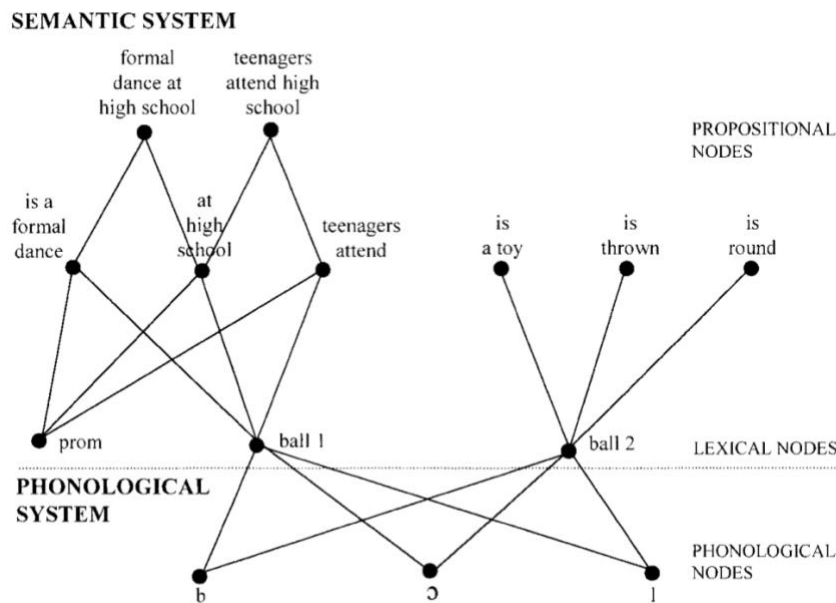 SEMANTIC SYSTEM
formal
dance at
high school
teenagers
attend high
school
PROPOSITIONAL
NODES
is a
formal
dance
at
high
school
teenagers
attend
is
a toy
is
thrown
is
round
prom
ball 1
ball 2
LEXICAL NODES
PHONOLOGICAL
SYSTEM
PHONOLOGICAL
NODES
b
ɔ
l